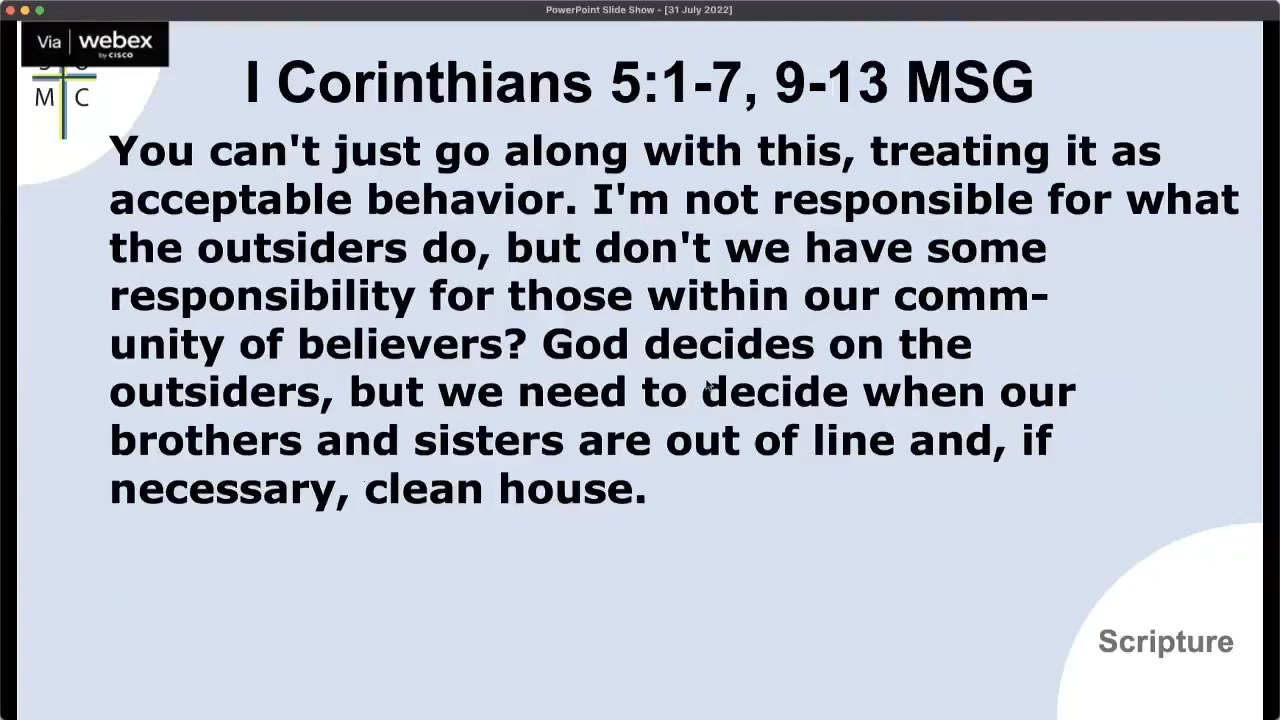 PowerPoint Slide Show - [31 July 2022]
Via webex
by CISCO
M C
I Corinthians 5:1-7, 9-13 MSG
You can't just go along with this, treating it as
acceptable behavior. I'm not responsible for what
the outsiders do, but don't we have some
responsibility for those within our comm-
unity of believers? God decides on the
outsiders, but we need to decide when our
brothers and sisters are out of line and, if
necessary, clean house.
Scripture